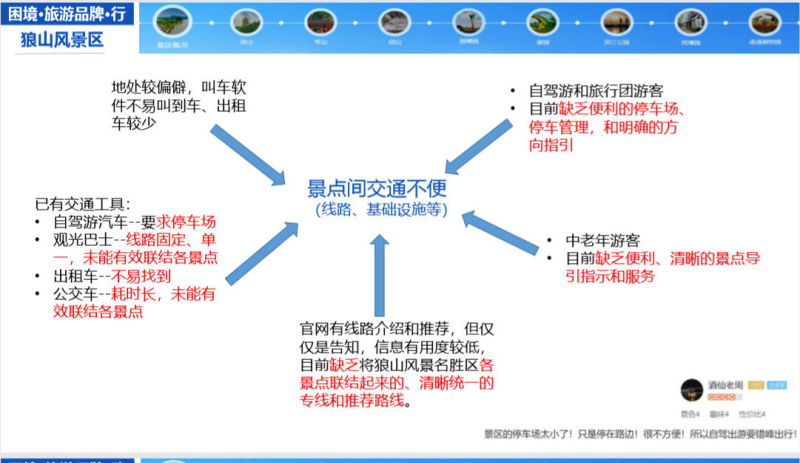 困境·旅游品牌·行
狼山风景区
狼山
滨江公园
地处较偏僻，叫车软
件不易叫到车、出租
车较少
• 自驾游和旅行团游客
• 目前缺乏便利的停车场、
停车管理，和明确的方
向指引
景点间交通不便
（线路、基础设施等）
已有交通工具：
• 自驾游汽车--要求停车场
• 观光巴士--线路固定、单
一，未能有效联结各景点
• 出租车--不易找到
• 公交车--耗时长，未能有
效联结各景点
• 中老年游客
• 目前缺乏便利、清晰的景点导
引指示和服务
官网有线路介绍和推荐，但仅
仅是告知，信息有用度较低，
目前缺乏将狼山风景名胜区各
景点联结起来的、清晰统一的
专线和推荐路线。
酒仙老周
景色4 趣味4 性价比4
景区的停车场太小了！只是停在路边！很不方便！所以自驾出游要错峰出行！